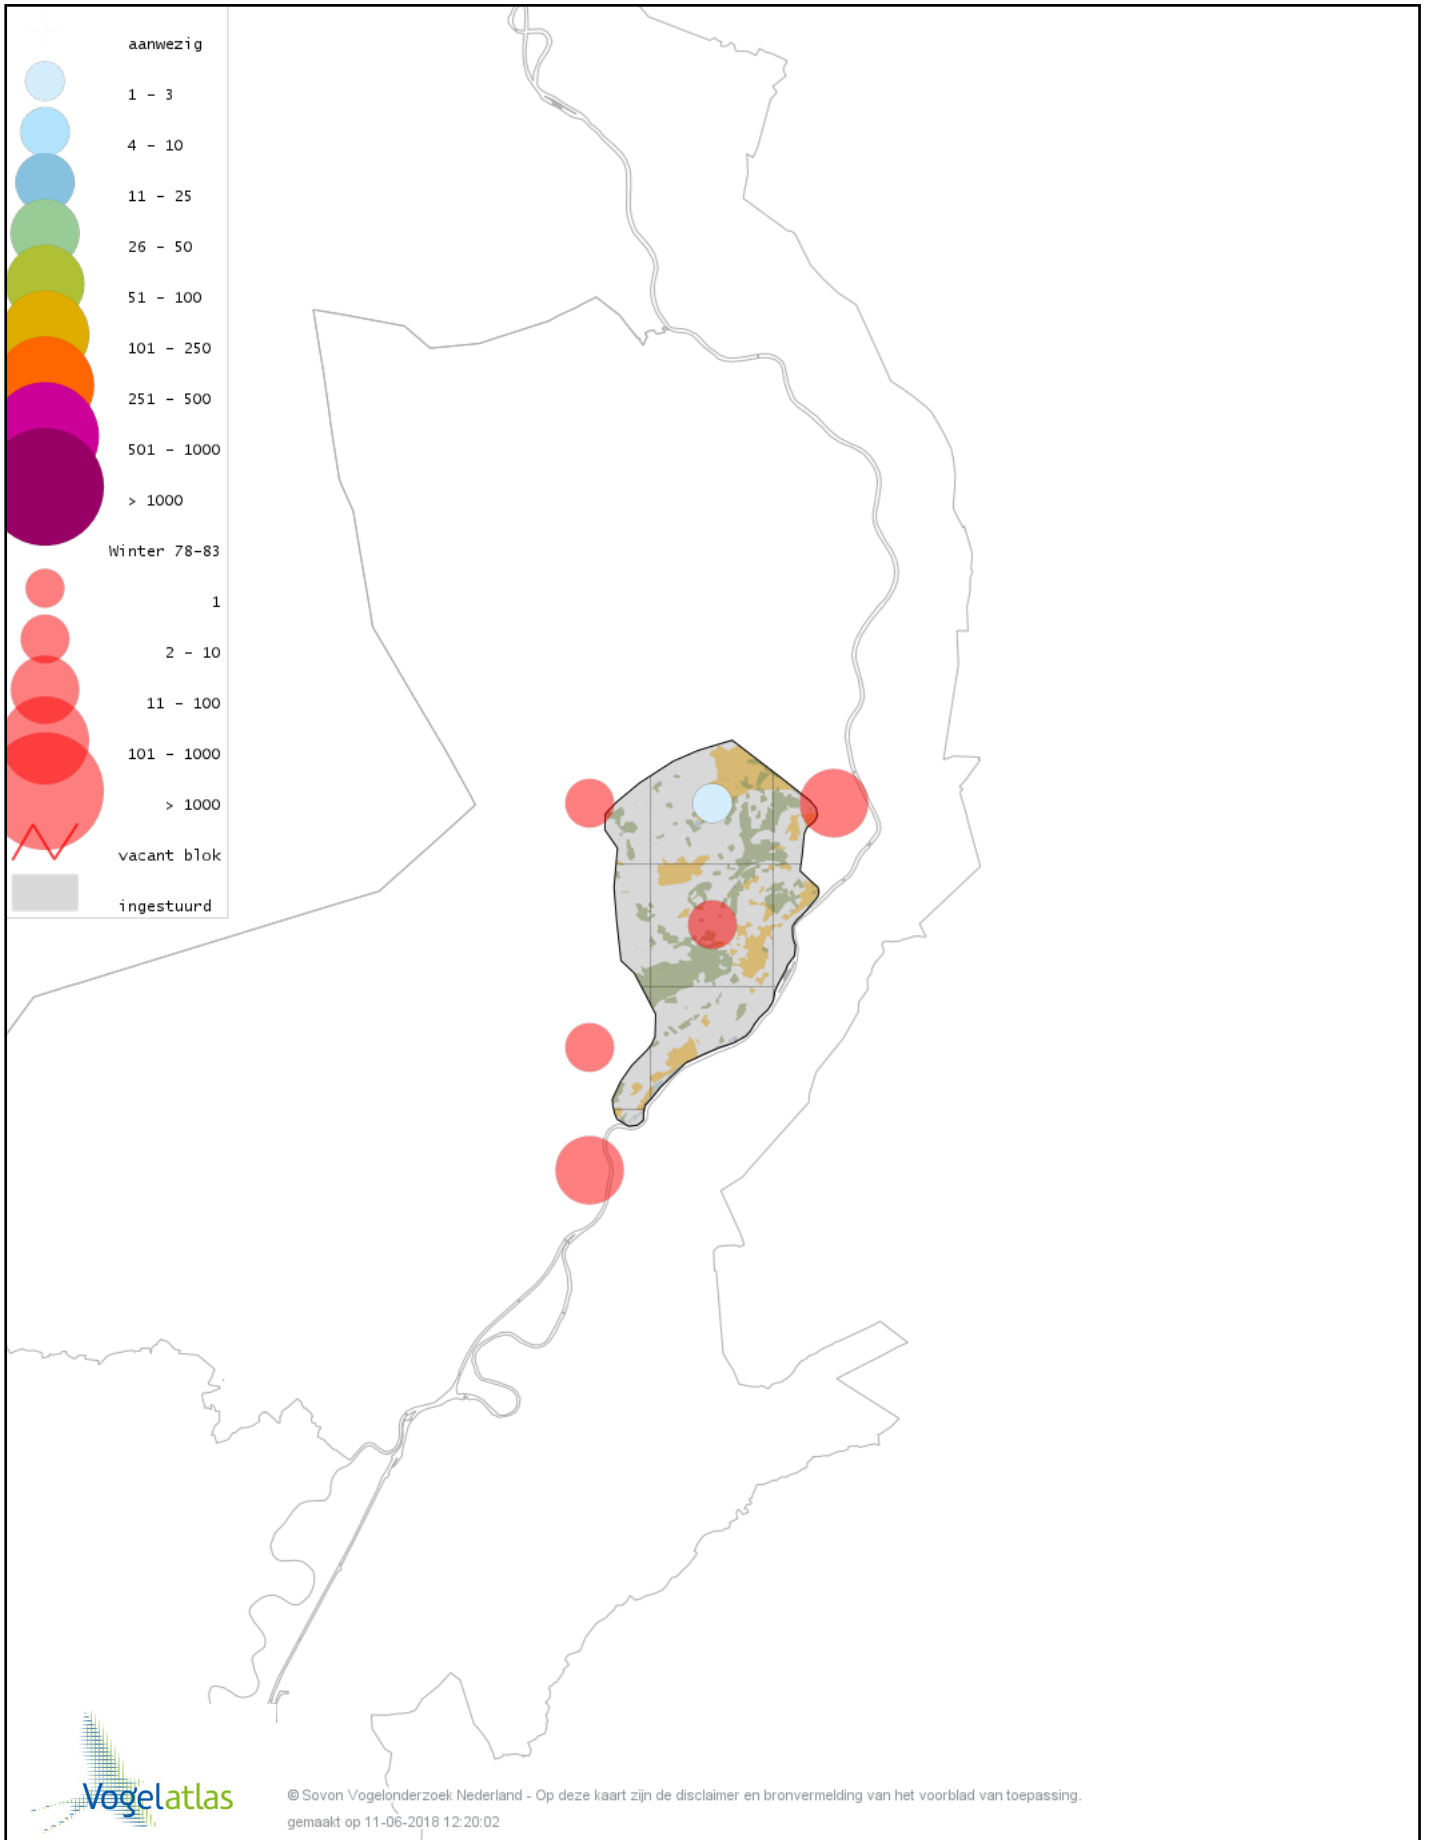 aanwezig
1 - 3
4 - 10
11 - 25
26 - 50
51 - 100
101 - 250
251 - 500
501 - 1000
> 1000
Winter 78-83
1
2 - 10
11 - 100
101 - 1000
> 1000
vacant blok
ingestuurd
Vogelatlas
© Sovon Vogelonderzoek Nederland - Op deze kaart zijn de disclaimer en bronvermelding van het voorblad van toepassing.
gemaakt op 11-06-2018 12:20:02